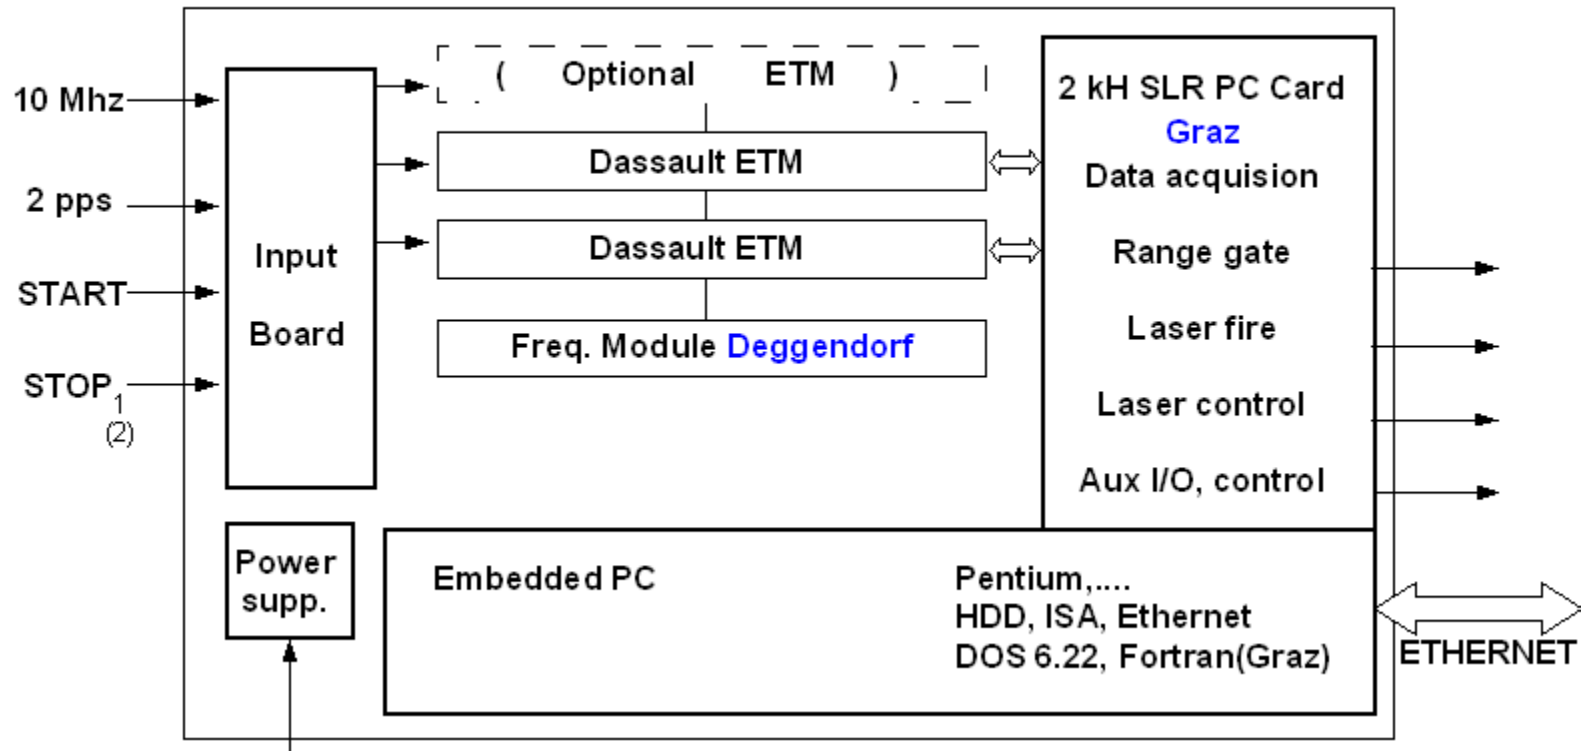 10 Mhz
2 pps
START
STOP 1
(2)
Input
Board
Power
supp.
( Optional ETM )
Dassault ETM
Dassault ETM
Freq. Module Deggendorf
2 kH SLR PC Card
Graz
Data acquision
Range gate
Laser fire
Laser control
Aux I/O, control
Embedded PC
Pentium,....
HDD, ISA, Ethernet
DOS 6.22, Fortran(Graz)
ETHERNET